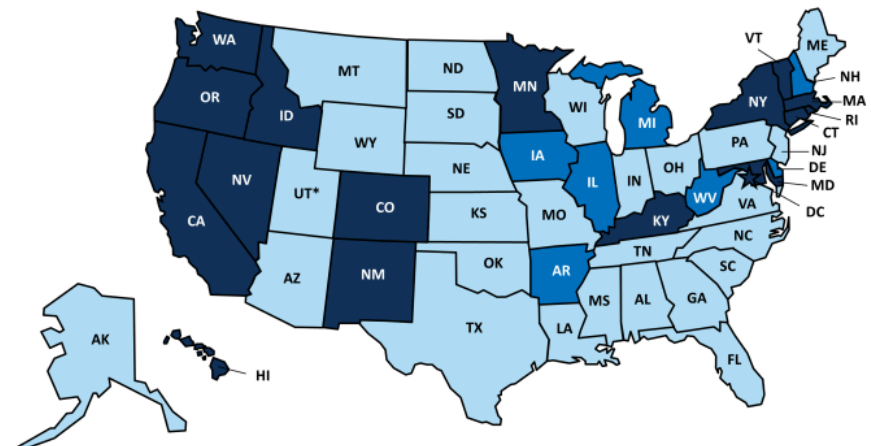 WA
OR
CA
NV
ID
MT
WY
UT*
AZ
CO
NM
ND
SD
NE
KS
OK
TX
MN
IA
MO
AR
LA
WI
IL
MI
IN
OH
KY
TN
MS
AL
GA
FL
SC
NC
VA
WV
PA
NY
VT
ME
NH
MA
RI
CT
NJ
DE
MD
DC
AK
HI